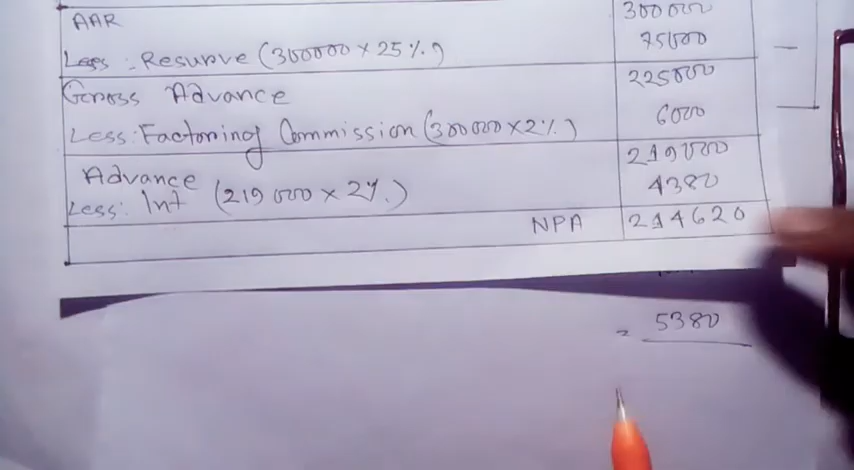 AAR 300000
Less: Resurve (300000 × 25%) 75000
Gross Advance 225000
Less: Factoring Commission (300000 × 2%) 6000
Advance 219000
Less: Int (219000 × 2%) 4380
NPA 214620
= 5380